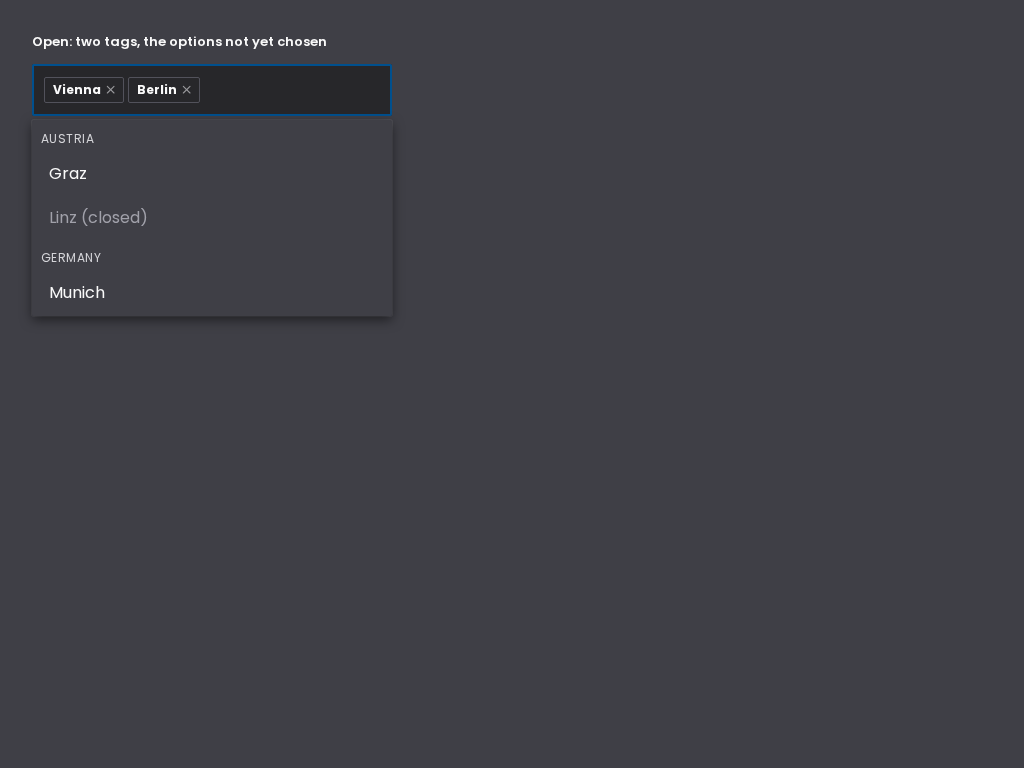 Open: two tags, the options not yet chosen
Vienna × Berlin ×
AUSTRIA
Graz
Linz (closed)
GERMANY
Munich